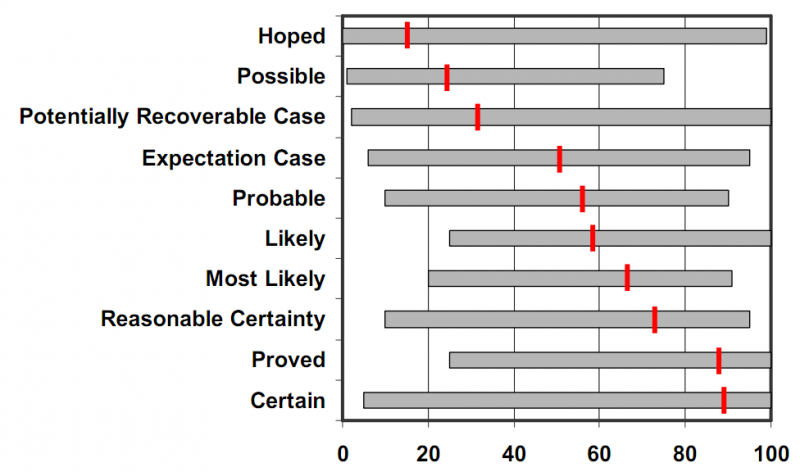 Hoped
Possible
Potentially Recoverable Case
Expectation Case
Probable
Likely
Most Likely
Reasonable Certainty
Proved
Certain
0 20 40 60 80 100